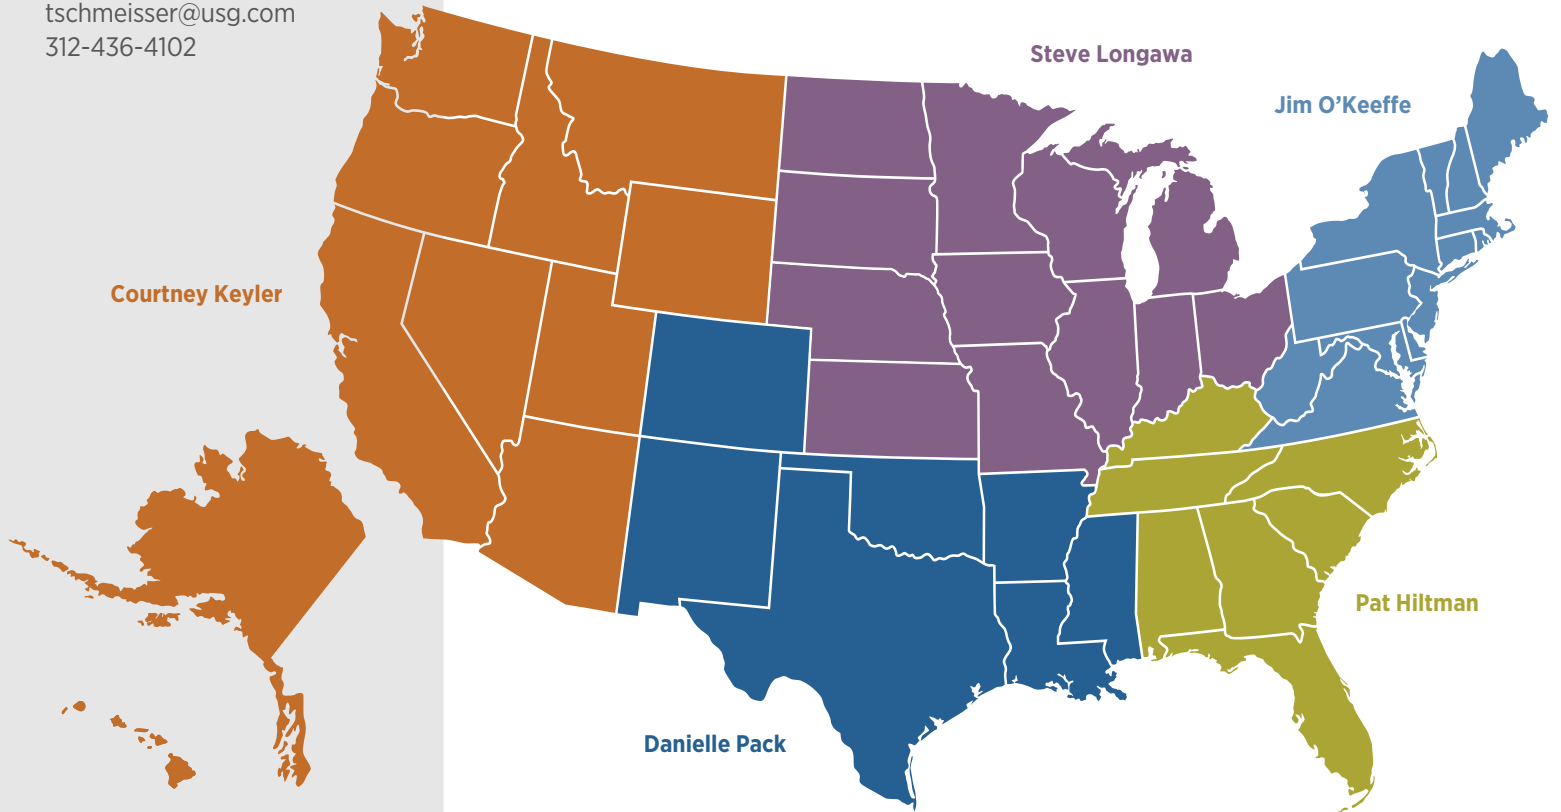 tschmeisser@usg.com
312-436-4102
Steve Longawa
Jim O’Keeffe
Courtney Keyler
Pat Hiltman
Danielle Pack